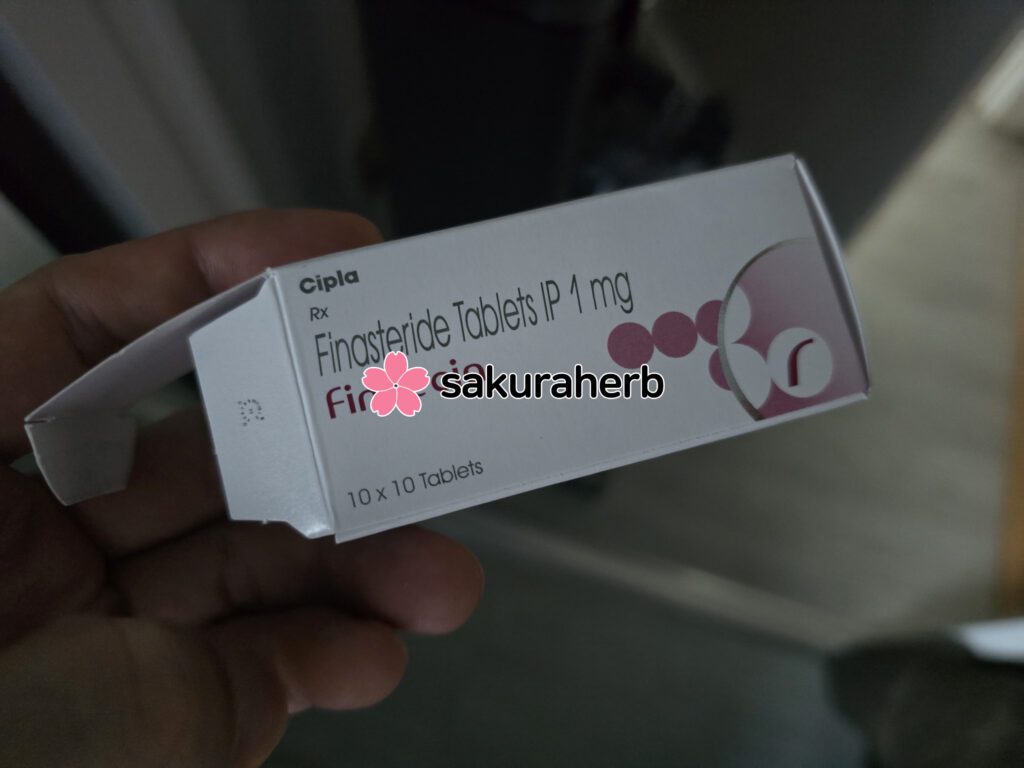 Cipla
Rx
Finasteride Tablets IP 1 mg
sakuraherb
10 x 10 Tablets